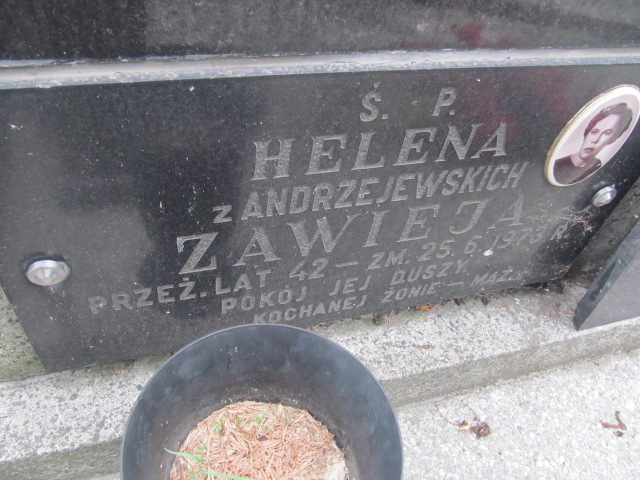 Ś. P.
HELENA
z ANDRZEJEWSKICH
ZAWIEJA
PRZEŻ. LAT 42 — ZM. 25.6.1973 R.
POKÓJ JEJ DUSZY
KOCHANEJ ŻONIE — MĄŻ